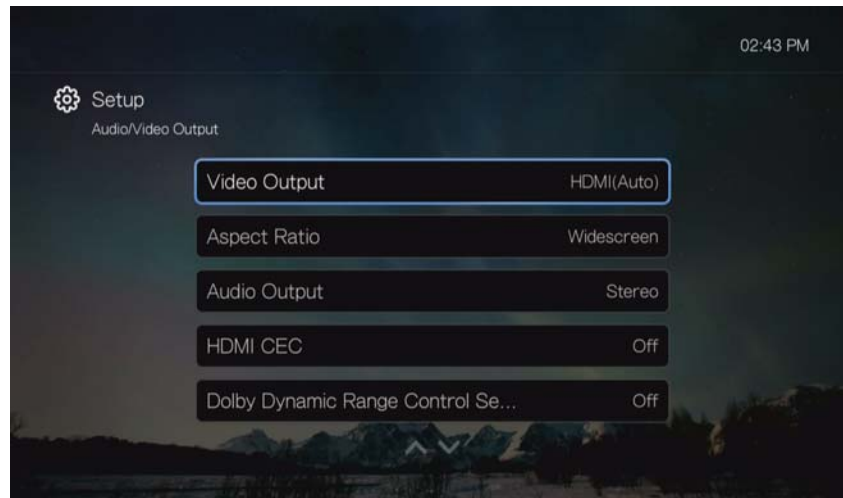 02:43 PM
Setup
Audio/Video Output
Video Output HDMI(Auto)
Aspect Ratio Widescreen
Audio Output Stereo
HDMI CEC Off
Dolby Dynamic Range Control Se... Off